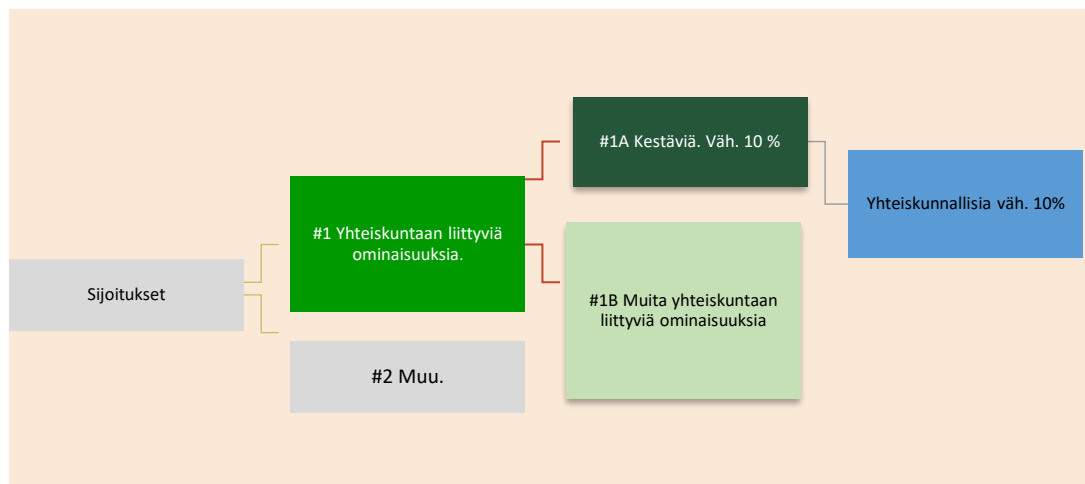 Sijoitukset
#1 Yhteiskuntaan liittyviä
ominaisuuksia.
#2 Muu.
#1A Kestäviä. Väh. 10 %
#1B Muita yhteiskuntaan
liittyviä ominaisuuksia
Yhteiskunnallisia väh. 10%